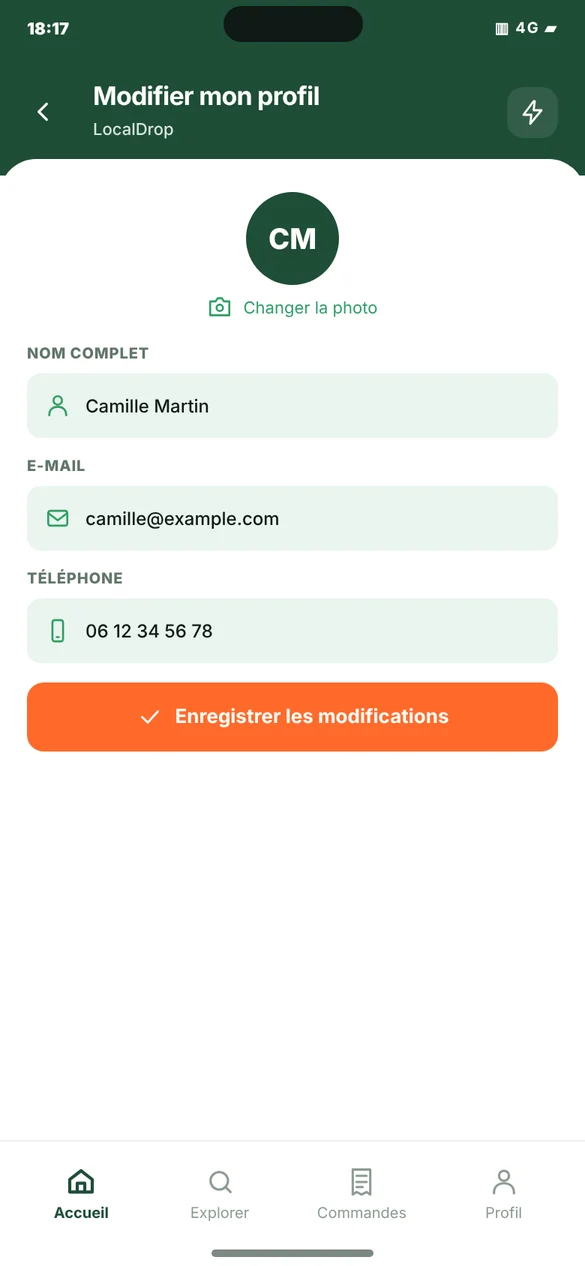 18:17
4G
Modifier mon profil
LocalDrop
CM
Changer la photo
NOM COMPLET
Camille Martin
E-MAIL
camille@example.com
TÉLÉPHONE
06 12 34 56 78
Enregistrer les modifications
Accueil
Explorer
Commandes
Profil